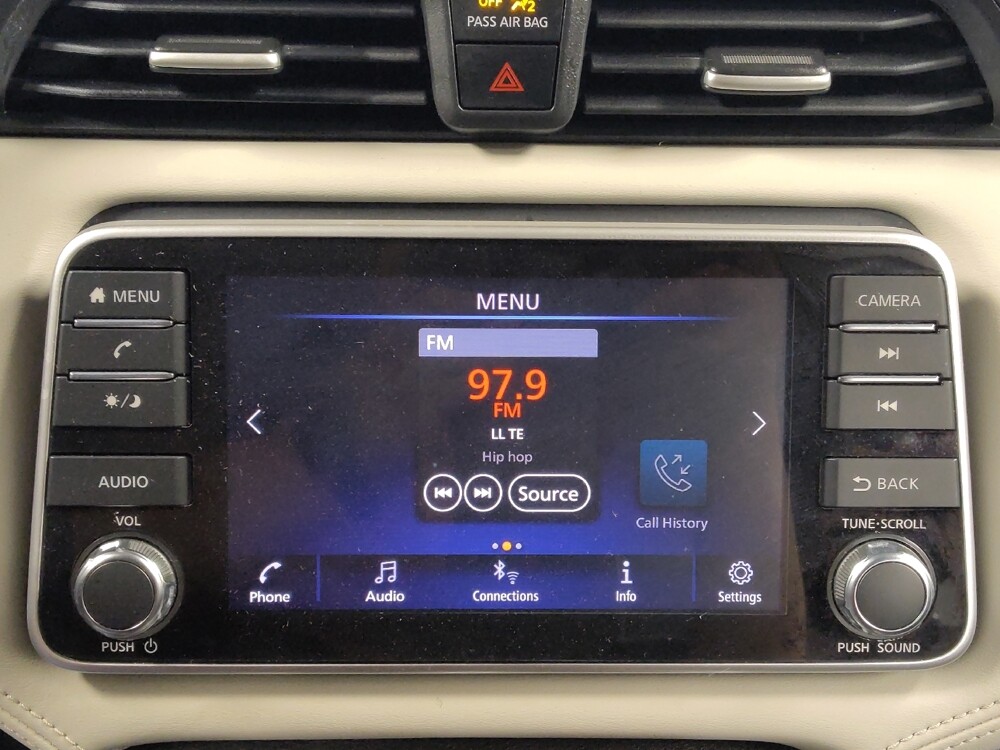 OFF 2
PASS AIR BAG
MENU
AUDIO
VOL
PUSH
MENU
FM
97.9
FM
LL TE
Hip hop
Source
Call History
Phone
Audio
Connections
Info
Settings
CAMERA
BACK
TUNE·SCROLL
PUSH SOUND